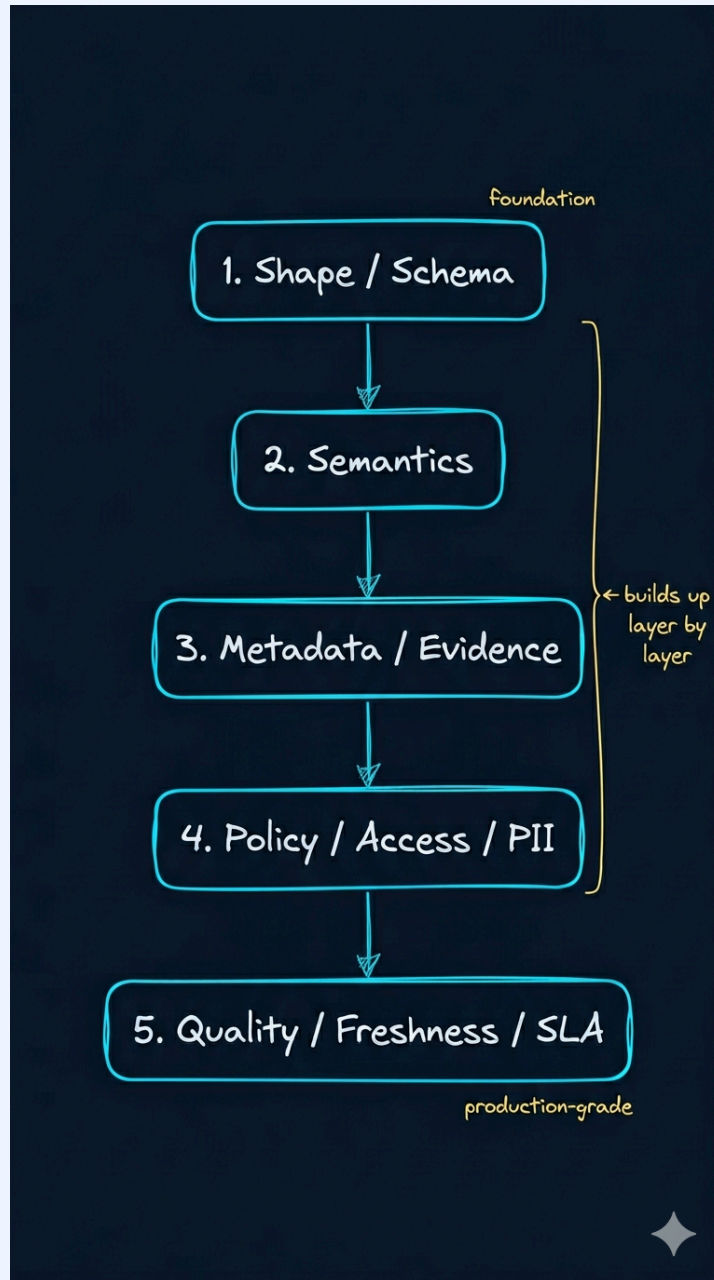 foundation
1. Shape / Schema
2. Semantics
← builds up
layer by
layer
3. Metadata / Evidence
4. Policy / Access / PII
5. Quality / Freshness / SLA
production-grade